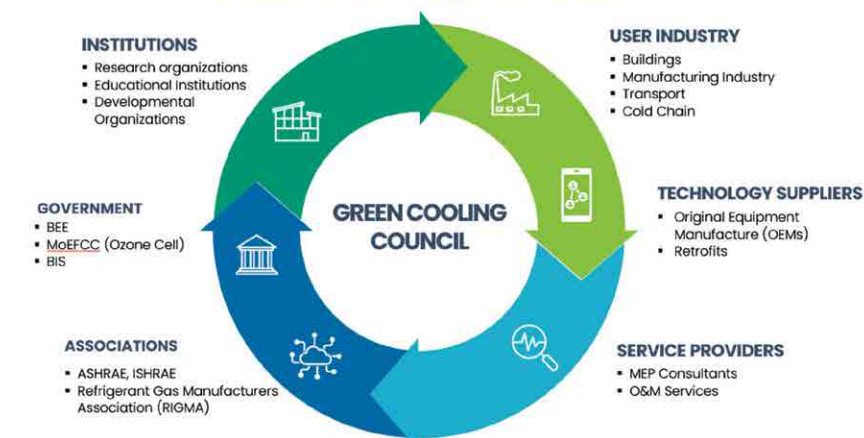 INSTITUTIONS
▪ Research organizations
▪ Educational Institutions
▪ Developmental
Organizations
USER INDUSTRY
▪ Buildings
▪ Manufacturing Industry
▪ Transport
▪ Cold Chain
GOVERNMENT
▪ BEE
▪ MoEFCC (Ozone Cell)
▪ BIS
GREEN COOLING
COUNCIL
TECHNOLOGY SUPPLIERS
▪ Original Equipment
Manufacture (OEMs)
▪ Retrofits
ASSOCIATIONS
▪ ASHRAE, ISHRAE
▪ Refrigerant Gas Manufacturers
Association (RIGMA)
SERVICE PROVIDERS
▪ MEP Consultants
▪ O&M Services